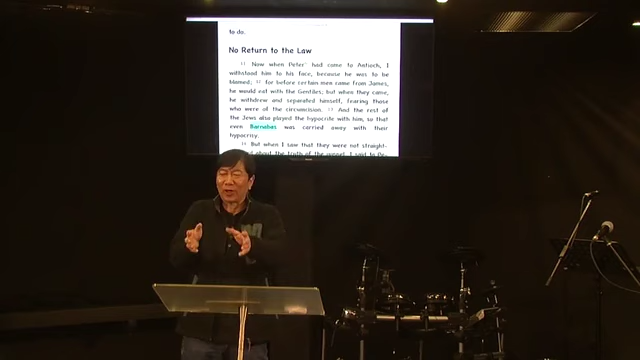 to do.
No Return to the Law
11 Now when Peter had come to Antioch, I
withstood him to his face, because he was to be
blamed; 12 for before certain men came from James,
he would eat with the Gentiles; but when they came,
he withdrew and separated himself, fearing those
who were of the circumcision. 13 And the rest of
the Jews also played the hypocrite with him, so that
even Barnabas was carried away with their
hypocrisy.
14 But when I saw that they were not straight-
about the truth of the gospel, I said to Pe-